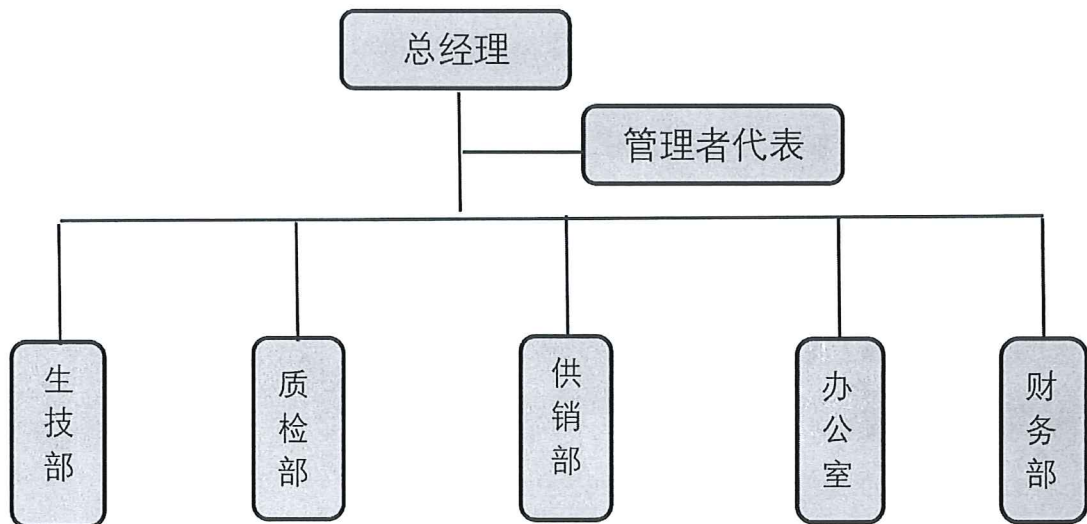 总经理
管理者代表
生技部
质检部
供销部
办公室
财务部